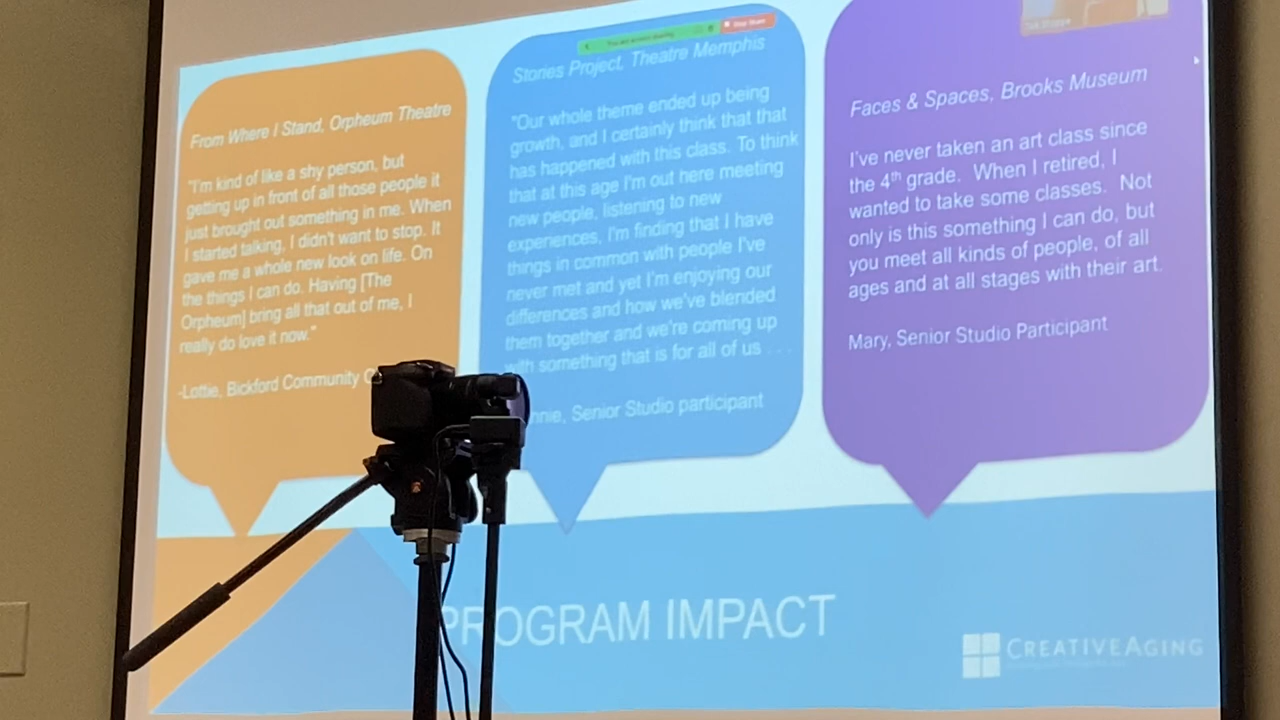 From Where I Stand, Orpheum Theatre
"I'm kind of like a shy person, but
getting up in front of all those people it
just brought out something in me. When
I started talking, I didn't want to stop. It
gave me a whole new look on life. On
the things I can do. Having [The
Orpheum] bring all that out of me, I
really do love it now."
-Lottie, Bickford Community
Stop Share
Stories Project, Theatre Memphis
"Our whole theme ended up being
growth, and I certainly think that that
has happened with this class. To think
that at this age I'm out here meeting
new people, listening to new
experiences, I'm finding that I have
things in common with people I've
never met and yet I'm enjoying our
differences and how we've blended
them together and we're coming up
with something that is for all of us . . .
Senior Studio participant
Faces & Spaces, Brooks Museum
I've never taken an art class since
the 4th grade. When I retired, I
wanted to take some classes. Not
only is this something I can do, but
you meet all kinds of people, of all
ages and at all stages with their art.
Mary, Senior Studio Participant
PROGRAM IMPACT
CREATIVEAGING